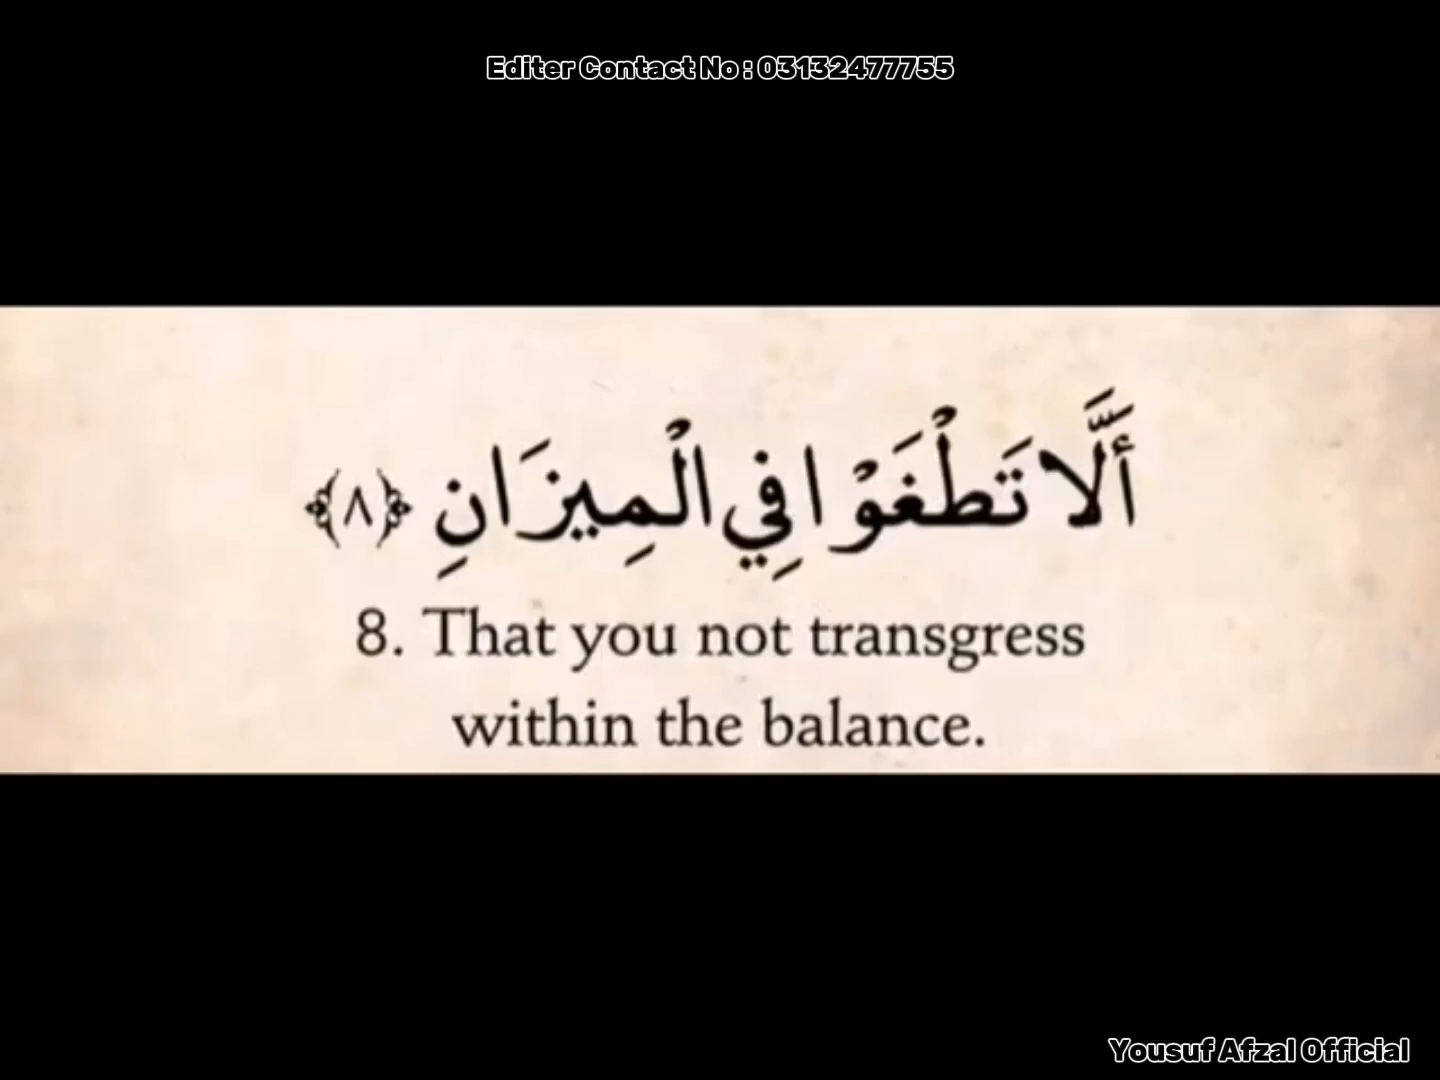 Editer Contact No : 03132477755
أَلَّا تَطْغَوْا فِي الْمِيزَانِ ﴿٨﴾
8. That you not transgress
within the balance.
Yousuf Afzal Official